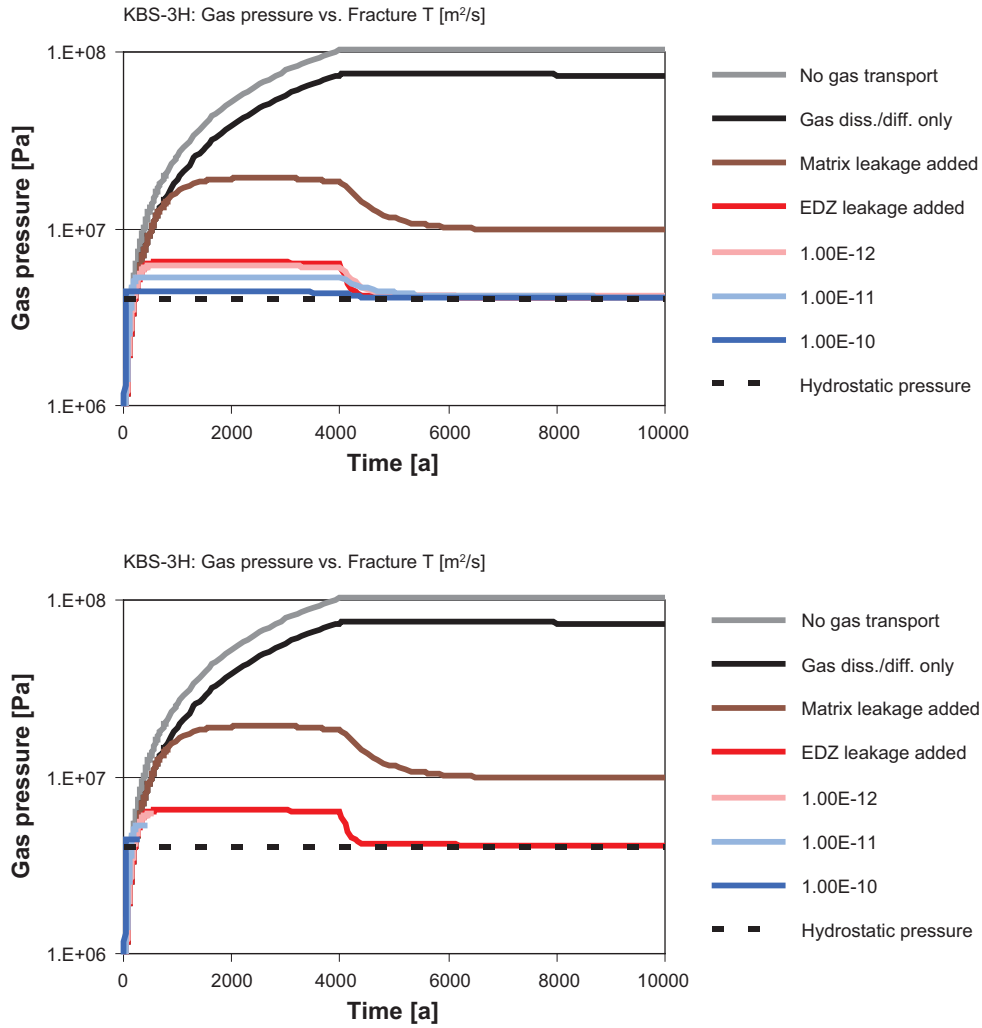 KBS-3H: Gas pressure vs. Fracture T [m²/s]
1.E+08
1.E+07
1.E+06
Gas pressure [Pa]
0 2000 4000 6000 8000 10000
Time [a]
No gas transport
Gas diss./diff. only
Matrix leakage added
EDZ leakage added
1.00E-12
1.00E-11
1.00E-10
Hydrostatic pressure
KBS-3H: Gas pressure vs. Fracture T [m²/s]
1.E+08
1.E+07
1.E+06
Gas pressure [Pa]
0 2000 4000 6000 8000 10000
Time [a]
No gas transport
Gas diss./diff. only
Matrix leakage added
EDZ leakage added
1.00E-12
1.00E-11
1.00E-10
Hydrostatic pressure